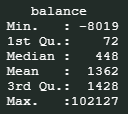 balance
Min.   : -8019
1st Qu.:    72
Median :   448
Mean   :  1362
3rd Qu.:  1428
Max.   :102127